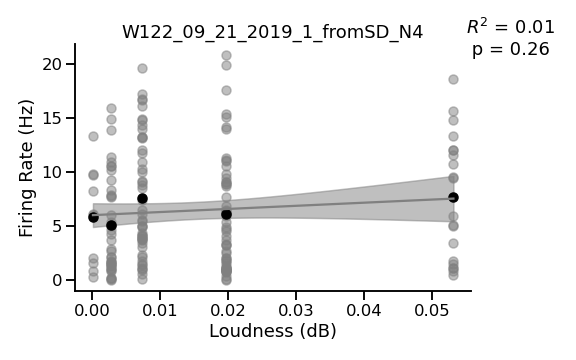 W122_09_21_2019_1_fromSD_N4
R² = 0.01
p = 0.26
Firing Rate (Hz)
20
15
10
5
0
0.00 0.01 0.02 0.03 0.04 0.05
Loudness (dB)